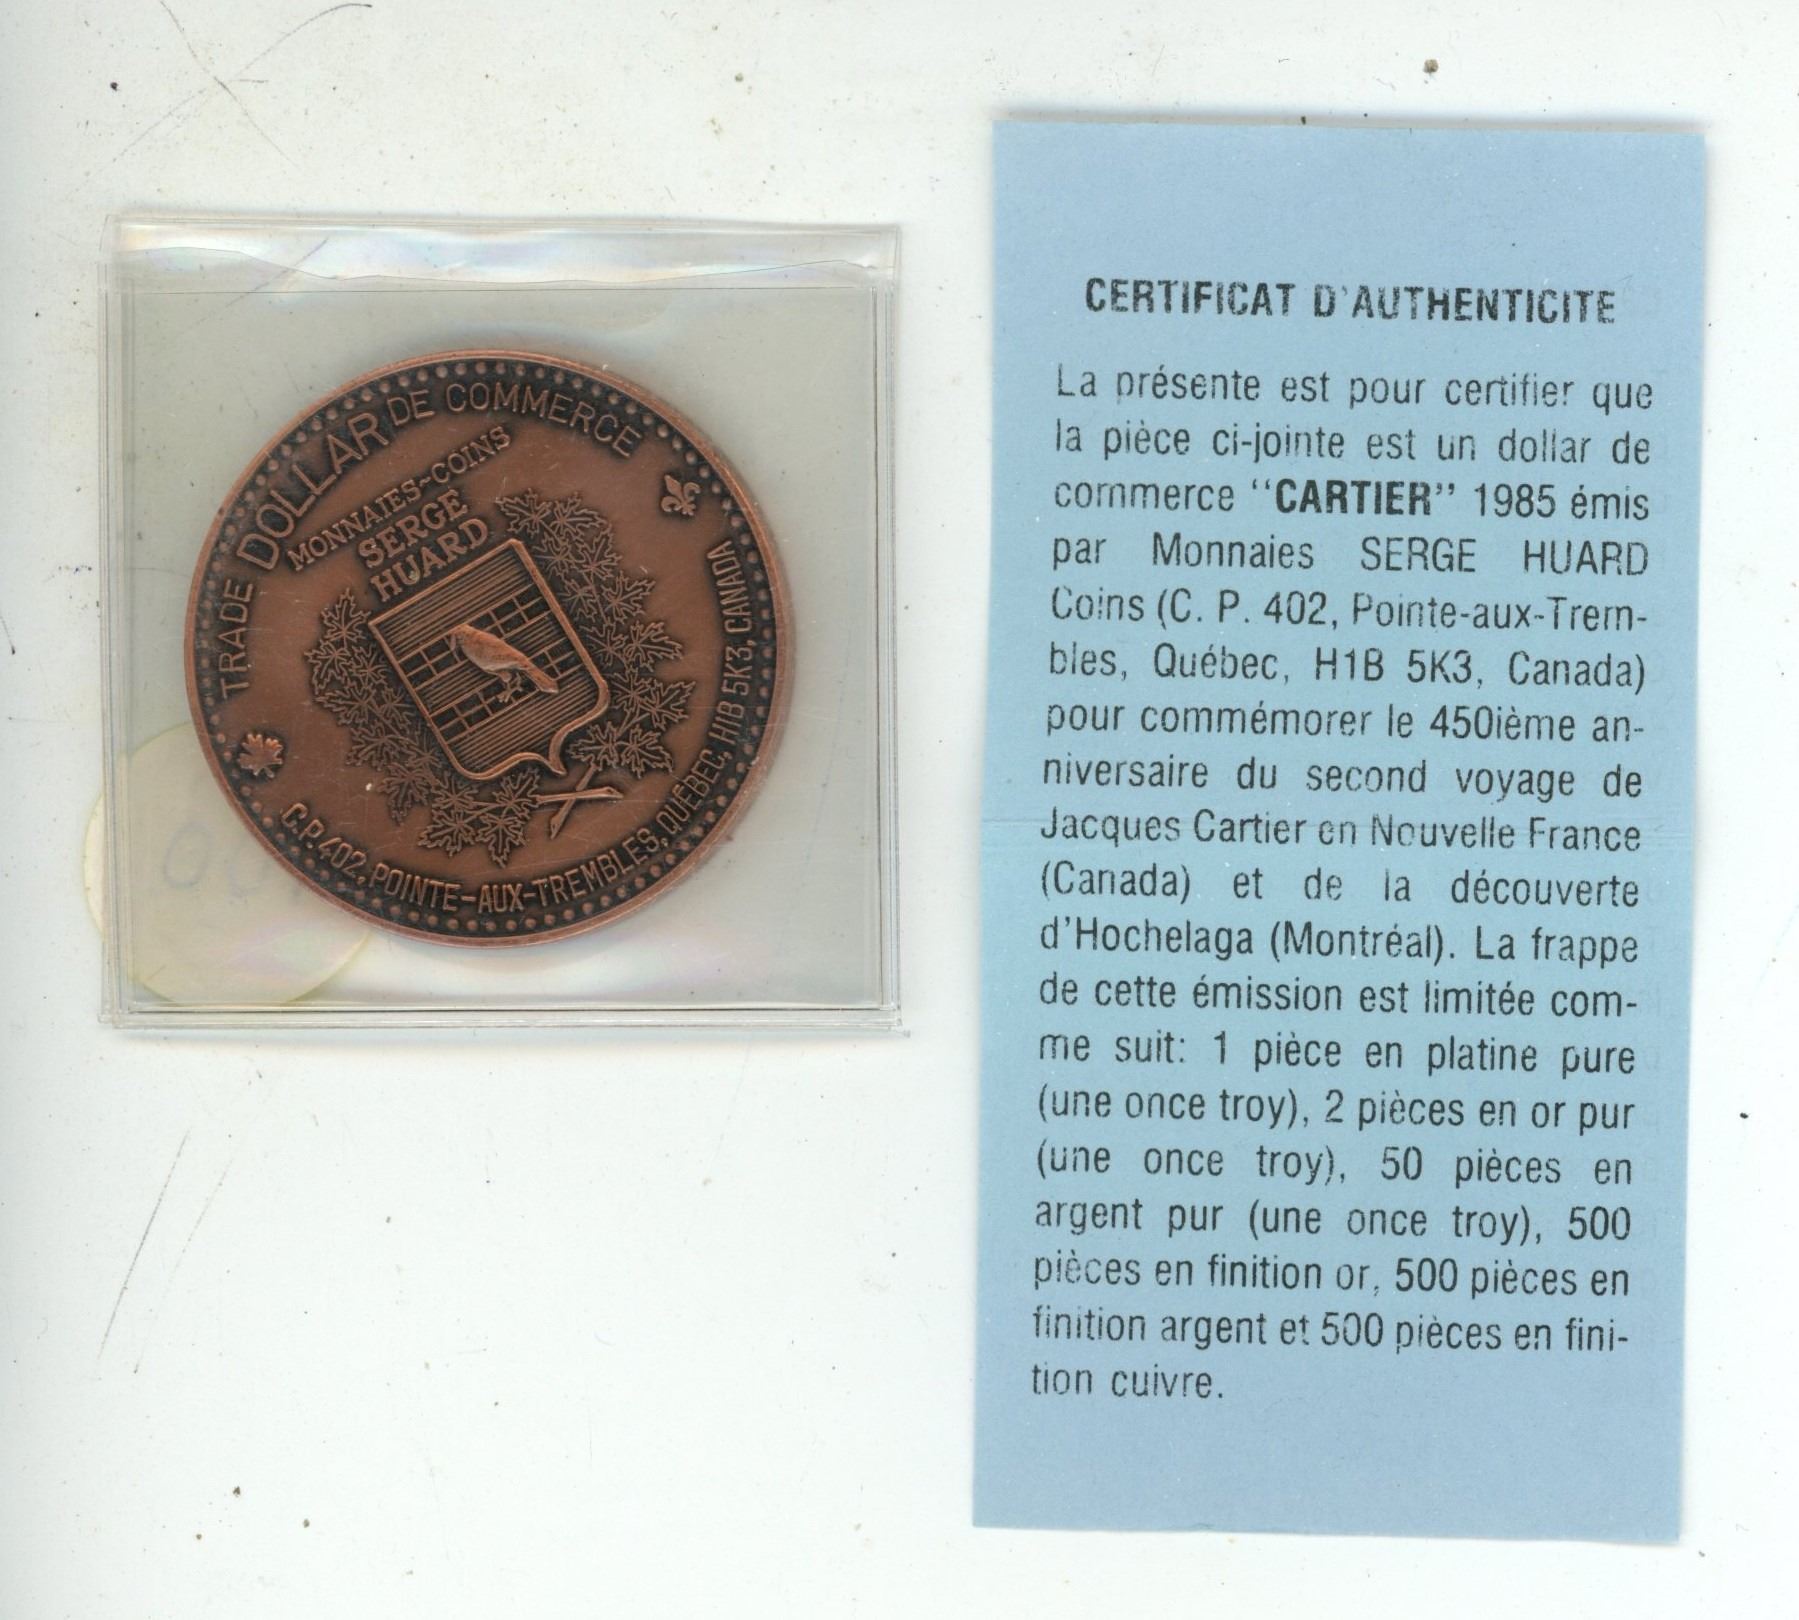 TRADE DOLLAR DE COMMERCE
MONNAIES~COINS
SERGE
HUARD
C.P. 402, POINTE-AUX-TREMBLES, QUÉBEC, H1B 5K3, CANADA
CERTIFICAT D'AUTHENTICITE
La présente est pour certifier que
la pièce ci-jointe est un dollar de
commerce "CARTIER" 1985 émis
par Monnaies SERGE HUARD
Coins (C. P. 402, Pointe-aux-Trem-
bles, Québec, H1B 5K3, Canada)
pour commémorer le 450ième an-
niversaire du second voyage de
Jacques Cartier en Nouvelle France
(Canada) et de la découverte
d'Hochelaga (Montréal). La frappe
de cette émission est limitée com-
me suit: 1 pièce en platine pure
(une once troy), 2 pièces en or pur
(une once troy), 50 pièces en
argent pur (une once troy), 500
pièces en finition or, 500 pièces en
finition argent et 500 pièces en fini-
tion cuivre.